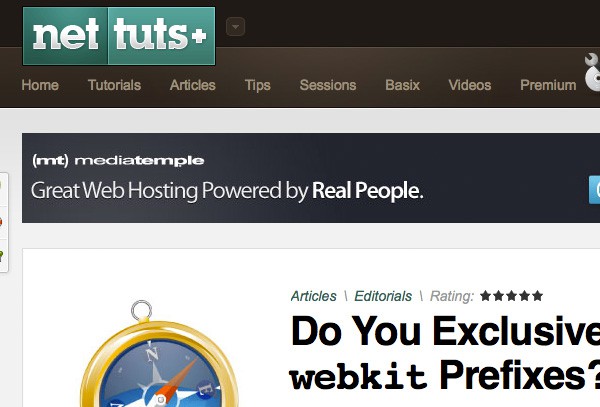 net tuts+
Home Tutorials Articles Tips Sessions Basix Videos Premium
(mt) mediatemple
Great Web Hosting Powered by Real People.
Articles \ Editorials \ Rating: ★★★★★
Do You Exclusive
webkit Prefixes?
N